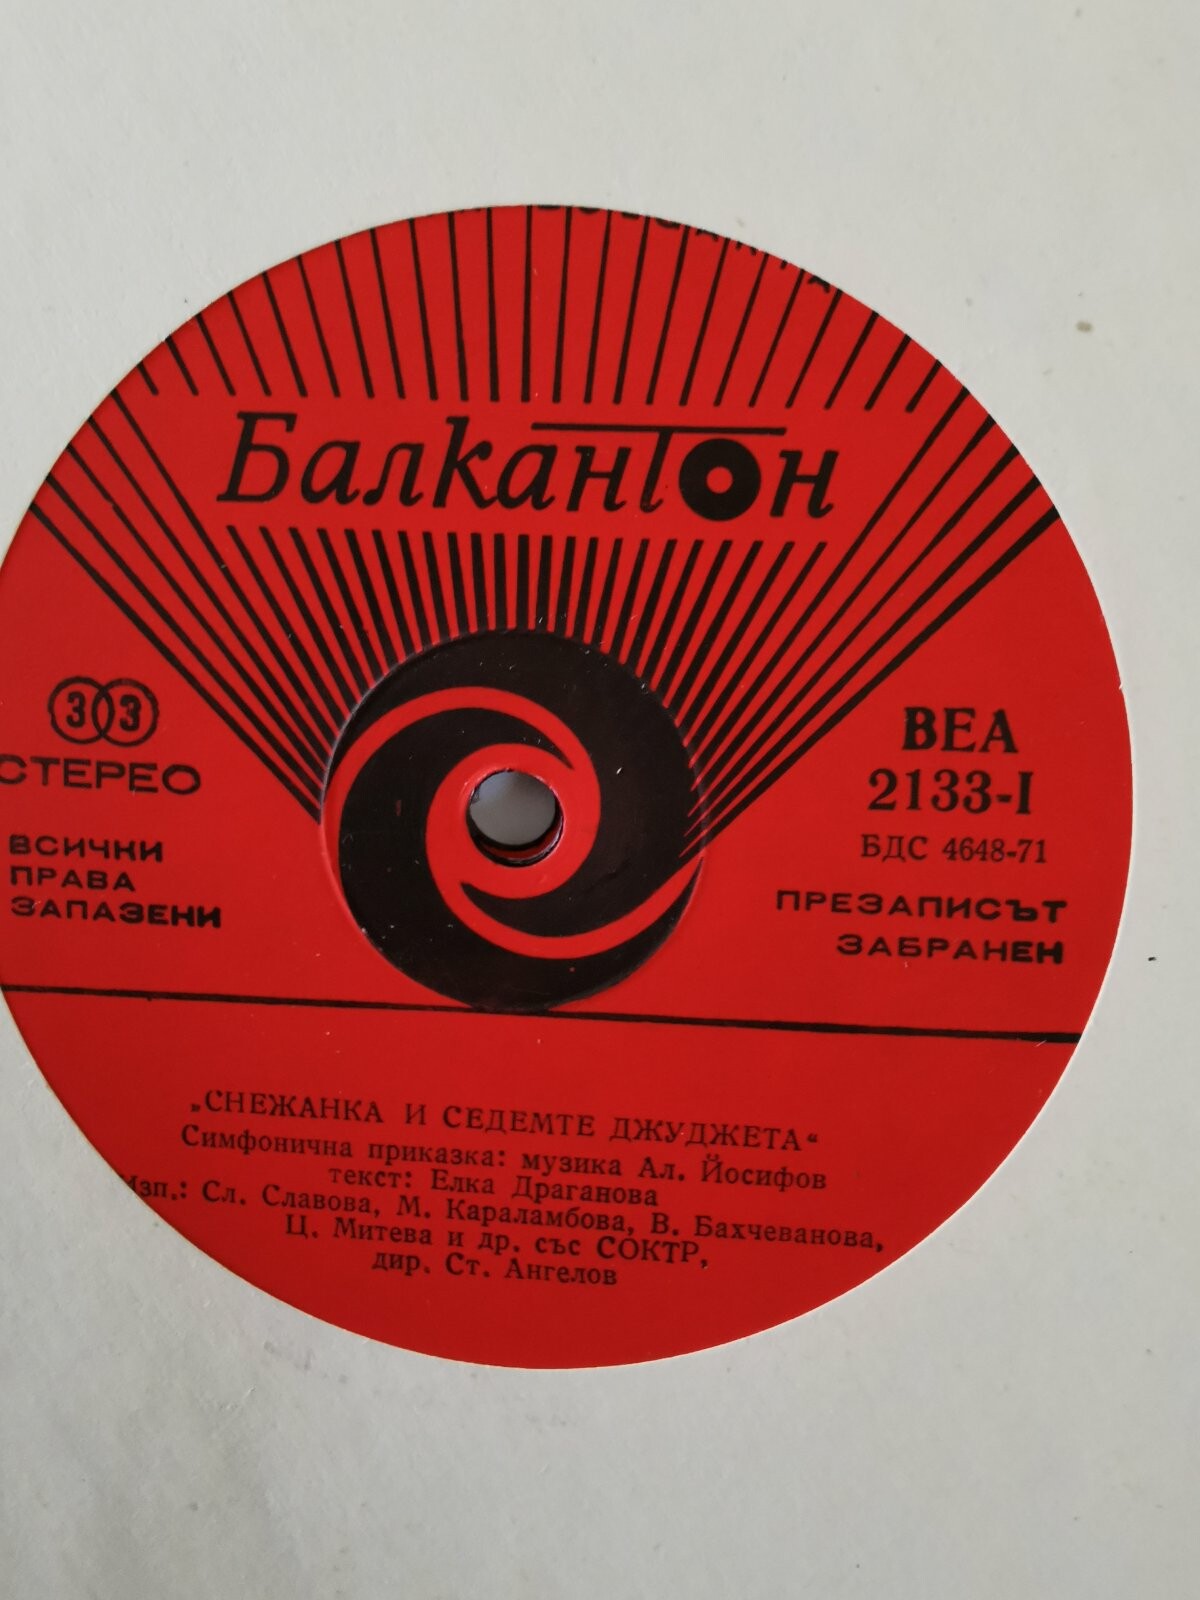 Балкантон
33
СТЕРЕО
ВСИЧКИ
ПРАВА
ЗАПАЗЕНИ
ВЕА
2133-I
БДС 4648-71
ПРЕЗАПИСЪТ
ЗАБРАНЕН
„СНЕЖАНКА И СЕДЕМТЕ ДЖУДЖЕТА“
Симфонична приказка: музика Ал. Йосифов
текст: Елка Драганова
Изп.: Сл. Славова, М. Караламбова, В. Бахчеванова,
Ц. Митева и др. със СОКТР,
дир. Ст. Ангелов